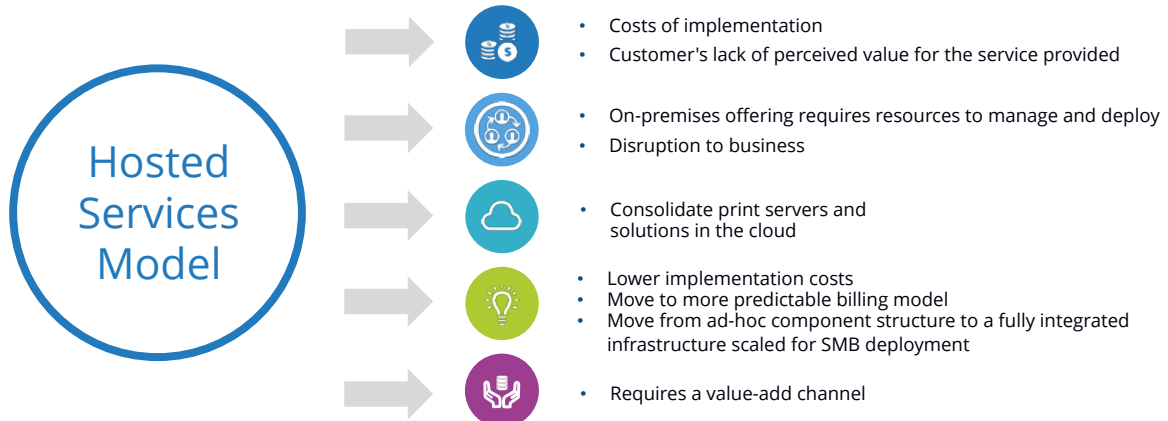 Hosted
Services
Model
• Costs of implementation
• Customer's lack of perceived value for the service provided
• On-premises offering requires resources to manage and deploy
• Disruption to business
• Consolidate print servers and
solutions in the cloud
• Lower implementation costs
• Move to more predictable billing model
• Move from ad-hoc component structure to a fully integrated
infrastructure scaled for SMB deployment
• Requires a value-add channel
$